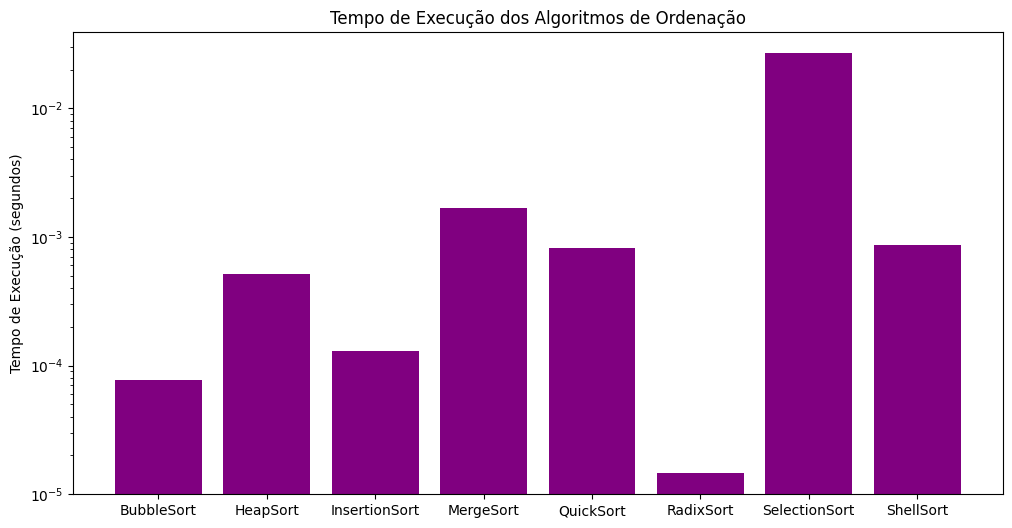 Tempo de Execução dos Algoritmos de Ordenação
Tempo de Execução (segundos)
10⁻²
10⁻³
10⁻⁴
10⁻⁵
BubbleSort HeapSort InsertionSort MergeSort QuickSort RadixSort SelectionSort ShellSort